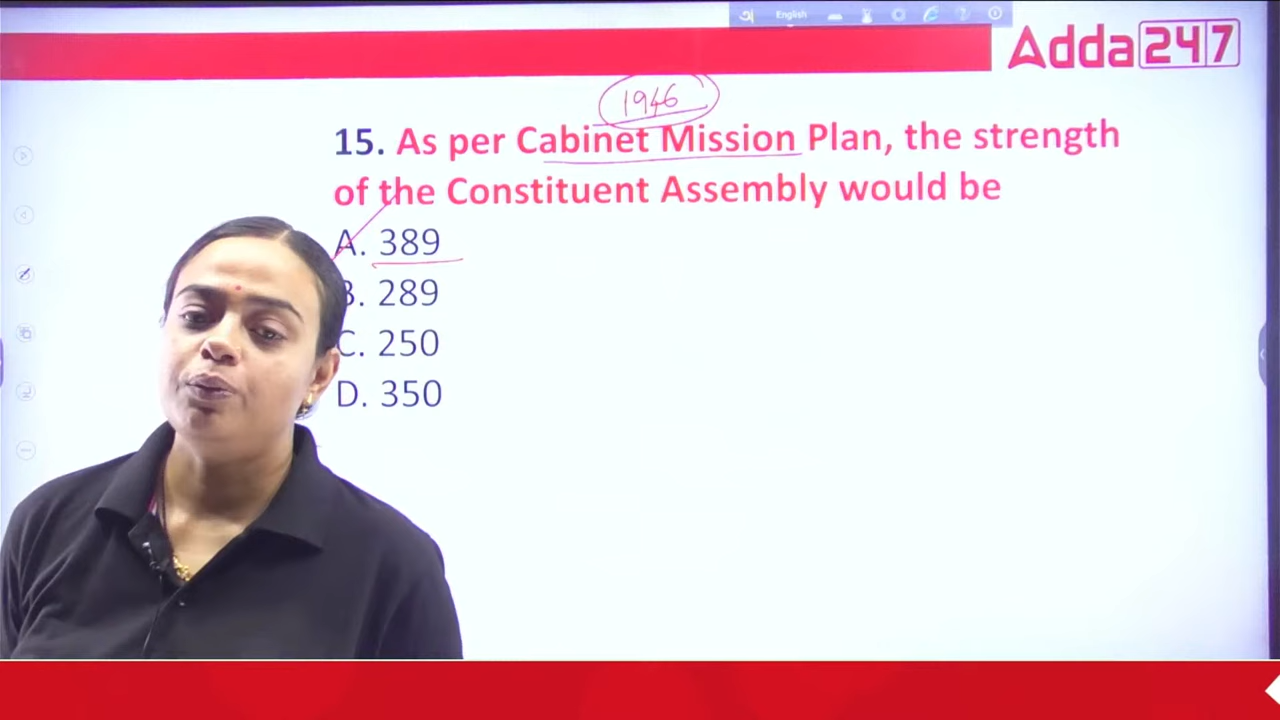 அ English
Adda247
1946
15. As per Cabinet Mission Plan, the strength
of the Constituent Assembly would be
A. 389
B. 289
C. 250
D. 350